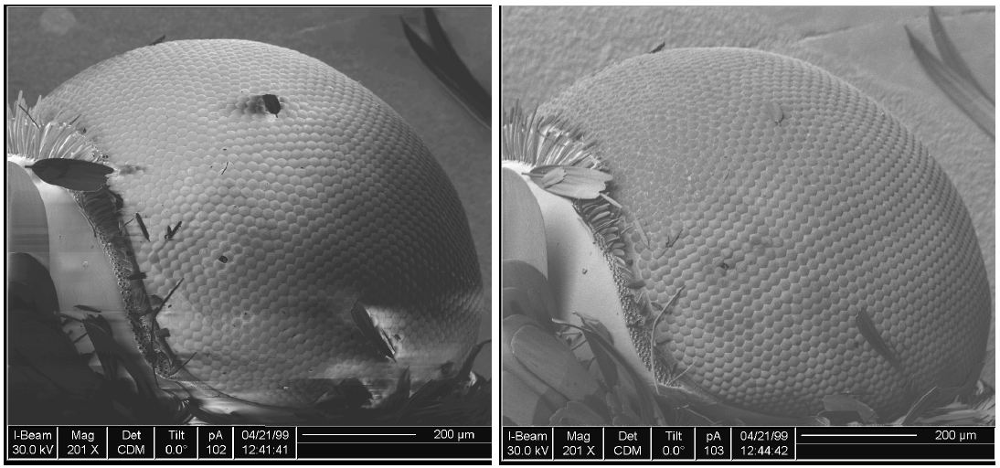 I-Beam Mag Det Tilt pA 04/21/99 200 µm
30.0 kV 201 X CDM 0.0° 102 12:41:41
I-Beam Mag Det Tilt pA 04/21/99 200 µm
30.0 kV 201 X CDM 0.0° 103 12:44:42